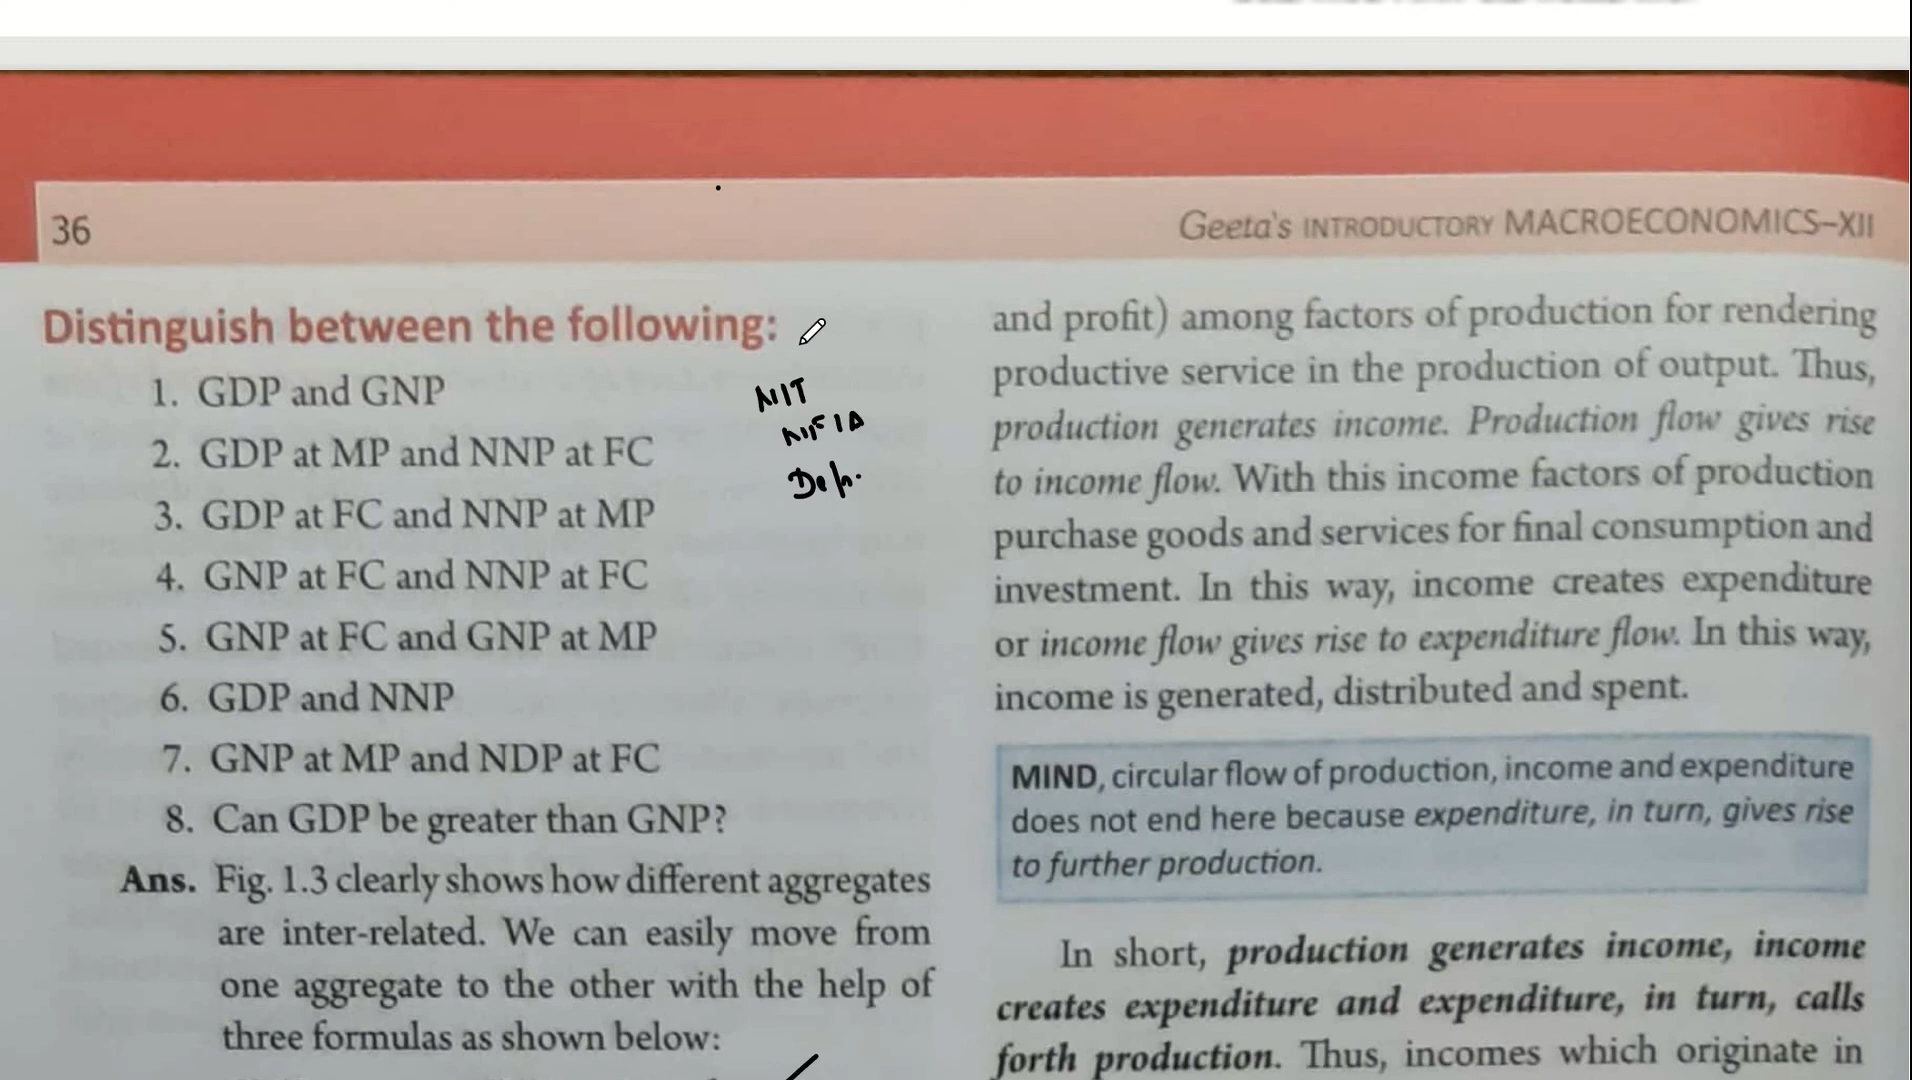 36
Geeta's INTRODUCTORY MACROECONOMICS–XII
Distinguish between the following:
1. GDP and GNP
2. GDP at MP and NNP at FC
3. GDP at FC and NNP at MP
4. GNP at FC and NNP at FC
5. GNP at FC and GNP at MP
6. GDP and NNP
7. GNP at MP and NDP at FC
8. Can GDP be greater than GNP?
Ans. Fig. 1.3 clearly shows how different aggregates
are inter-related. We can easily move from
one aggregate to the other with the help of
three formulas as shown below:
NIT
NFIA
Dep.
and profit) among factors of production for rendering
productive service in the production of output. Thus,
production generates income. Production flow gives rise
to income flow. With this income factors of production
purchase goods and services for final consumption and
investment. In this way, income creates expenditure
or income flow gives rise to expenditure flow. In this way,
income is generated, distributed and spent.
MIND, circular flow of production, income and expenditure
does not end here because expenditure, in turn, gives rise
to further production.
In short, production generates income, income
creates expenditure and expenditure, in turn, calls
forth production. Thus, incomes which originate in